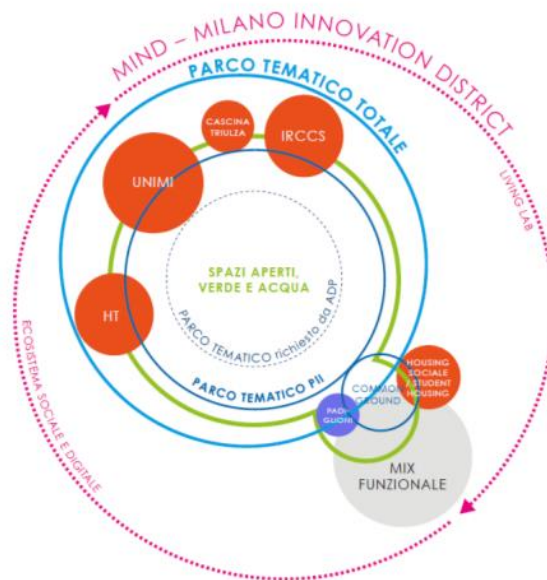 MIND – MILANO INNOVATION DISTRICT
PARCO TEMATICO TOTALE
CASCINA
TRIULZA
IRCCS
UNIMI
LIVING LAB
SPAZI APERTI,
VERDE E ACQUA
HT
PARCO TEMATICO richiesto da ADP
PARCO TEMATICO PII
ECOSISTEMA SOCIALE E DIGITALE
HOUSING
SOCIALE
/ STUDENT
HOUSING
COMMON
GROUND
PADI-
GLIONI
MIX
FUNZIONALE